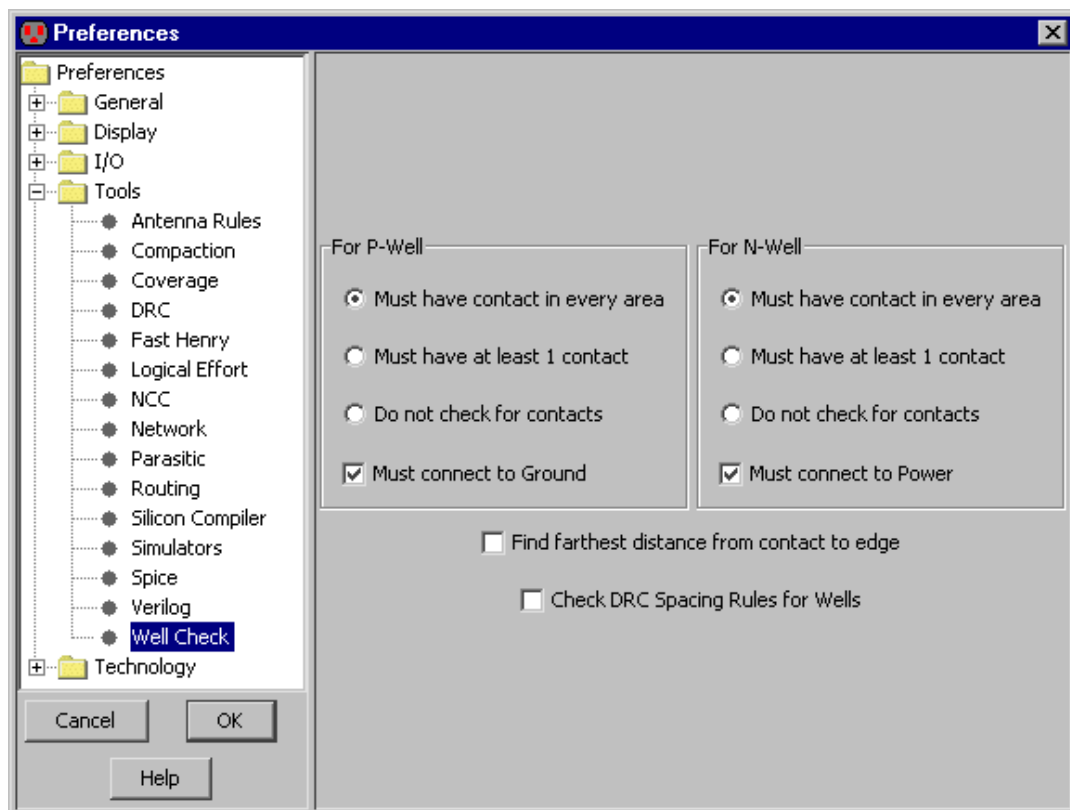 Preferences
Preferences
General
Display
I/O
Tools
Antenna Rules
Compaction
Coverage
DRC
Fast Henry
Logical Effort
NCC
Network
Parasitic
Routing
Silicon Compiler
Simulators
Spice
Verilog
Well Check
Technology
Cancel
OK
Help
For P-Well
Must have contact in every area
Must have at least 1 contact
Do not check for contacts
Must connect to Ground
For N-Well
Must have contact in every area
Must have at least 1 contact
Do not check for contacts
Must connect to Power
Find farthest distance from contact to edge
Check DRC Spacing Rules for Wells